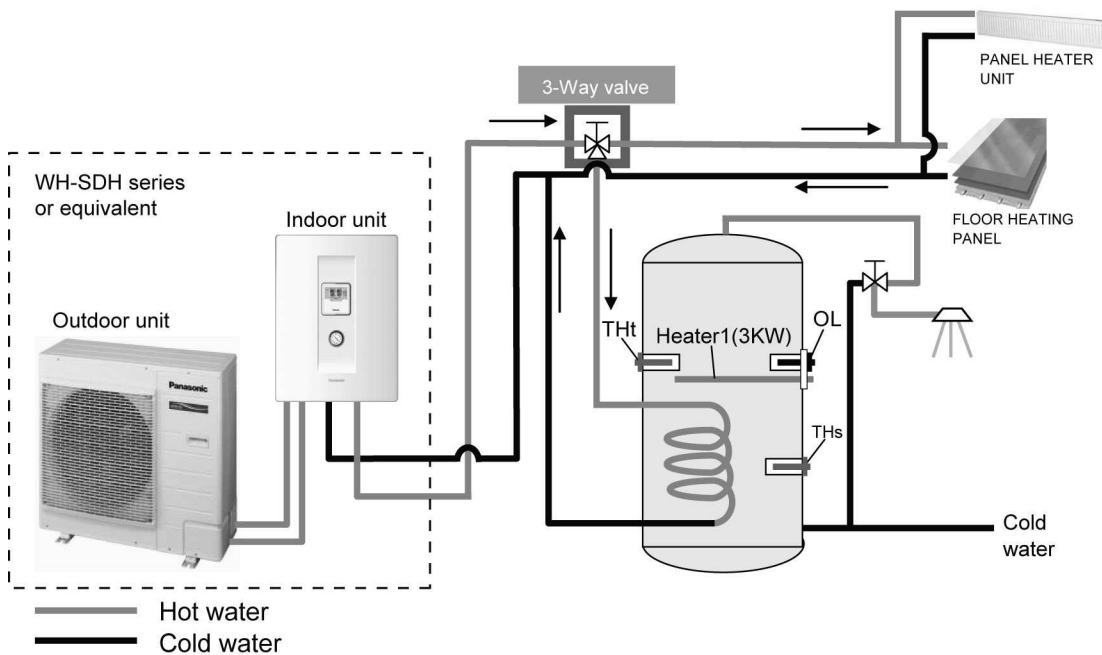 3-Way valve
PANEL HEATER
UNIT
WH-SDH series
or equivalent
Indoor unit
FLOOR HEATING
PANEL
Outdoor unit
THt
Heater1(3KW)
OL
Panasonic
Panasonic
THs
Cold
water
Hot water
Cold water